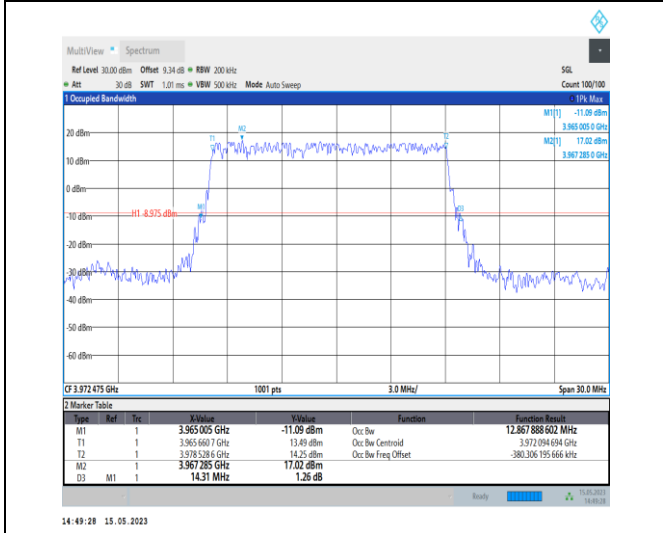 MultiView Spectrum
Ref Level 30.00 dBm Offset 9.34 dB RBW 200 kHz SGL
Att 30 dB SWT 1.01 ms VBW 500 kHz Mode Auto Sweep Count 100/100
1 Occupied Bandwidth 1Pk Max
M1[1] -11.09 dBm
3.965 005 0 GHz
M2[1] 17.02 dBm
3.967 285 0 GHz
20 dBm
T1 M2 T2
10 dBm
0 dBm
M1 D3
-10 dBm H1 -8.975 dBm
-20 dBm
-30 dBm
-40 dBm
-50 dBm
-60 dBm
CF 3.972 475 GHz 1001 pts 3.0 MHz/ Span 30.0 MHz
2 Marker Table
Type Ref Trc X-Value Y-Value Function Function Result
M1 1 3.965 005 GHz -11.09 dBm Occ Bw 12.867 888 602 MHz
T1 1 3.965 660 7 GHz 13.49 dBm Occ Bw Centroid 3.972 094 694 GHz
T2 1 3.978 528 6 GHz 14.25 dBm Occ Bw Freq Offset -380.306 195 666 kHz
M2 1 3.967 285 GHz 17.02 dBm
D3 M1 1 14.31 MHz 1.26 dB
Ready 15.05.2023
14:49:28
14:49:28 15.05.2023